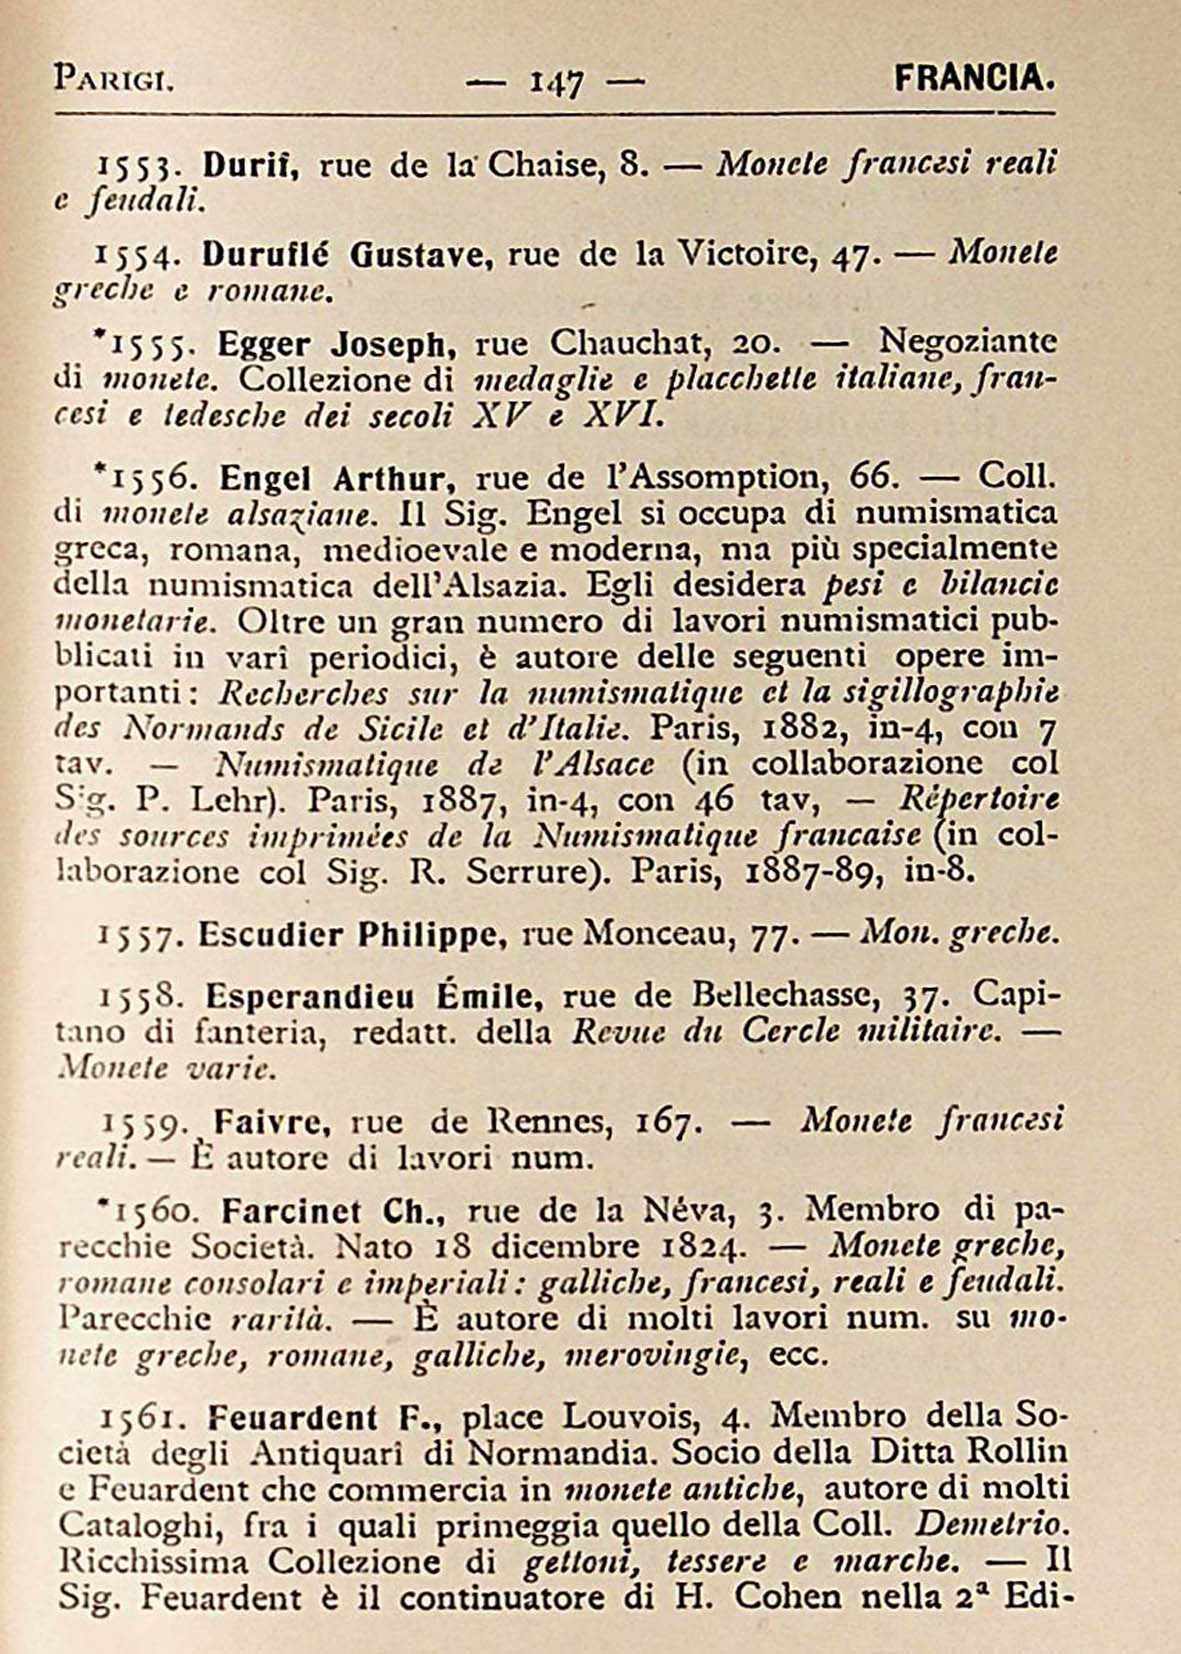 PARIGI. — 147 — FRANCIA.
1553. Durif, rue de la Chaise, 8. — Monete francesi reali
e feudali.
1554. Duruflé Gustave, rue de la Victoire, 47. — Monete
greche e romane.
*1555. Egger Joseph, rue Chauchat, 20. — Negoziante
di monete. Collezione di medaglie e placchette italiane, fran-
cesi e tedesche dei secoli XV e XVI.
*1556. Engel Arthur, rue de l'Assomption, 66. — Coll.
di monete alsaziane. Il Sig. Engel si occupa di numismatica
greca, romana, medioevale e moderna, ma più specialmente
della numismatica dell'Alsazia. Egli desidera pesi e bilancie
monetarie. Oltre un gran numero di lavori numismatici pub-
blicati in varî periodici, è autore delle seguenti opere im-
portanti: Recherches sur la numismatique et la sigillographie
des Normands de Sicile et d'Italie. Paris, 1882, in-4, con 7
tav. — Numismatique de l'Alsace (in collaborazione col
Sig. P. Lehr). Paris, 1887, in-4, con 46 tav, — Répertoire
des sources imprimées de la Numismatique francaise (in col-
laborazione col Sig. R. Serrure). Paris, 1887-89, in-8.
1557. Escudier Philippe, rue Monceau, 77. — Mon. greche.
1558. Esperandieu Émile, rue de Bellechasse, 37. Capi-
tano di fanteria, redatt. della Revue du Cercle militaire. —
Monete varie.
1559. Faivre, rue de Rennes, 167. — Monete francesi
reali. — È autore di lavori num.
*1560. Farcinet Ch., rue de la Néva, 3. Membro di pa-
recchie Società. Nato 18 dicembre 1824. — Monete greche,
romane consolari e imperiali: galliche, francesi, reali e feudali.
Parecchie rarità. — È autore di molti lavori num. su mo-
nete greche, romane, galliche, merovingie, ecc.
1561. Feuardent F., place Louvois, 4. Membro della So-
cietà degli Antiquarî di Normandia. Socio della Ditta Rollin
e Feuardent che commercia in monete antiche, autore di molti
Cataloghi, fra i quali primeggia quello della Coll. Demetrio.
Ricchissima Collezione di gettoni, tessere e marche. — Il
Sig. Feuardent è il continuatore di H. Cohen nella 2ª Edi-